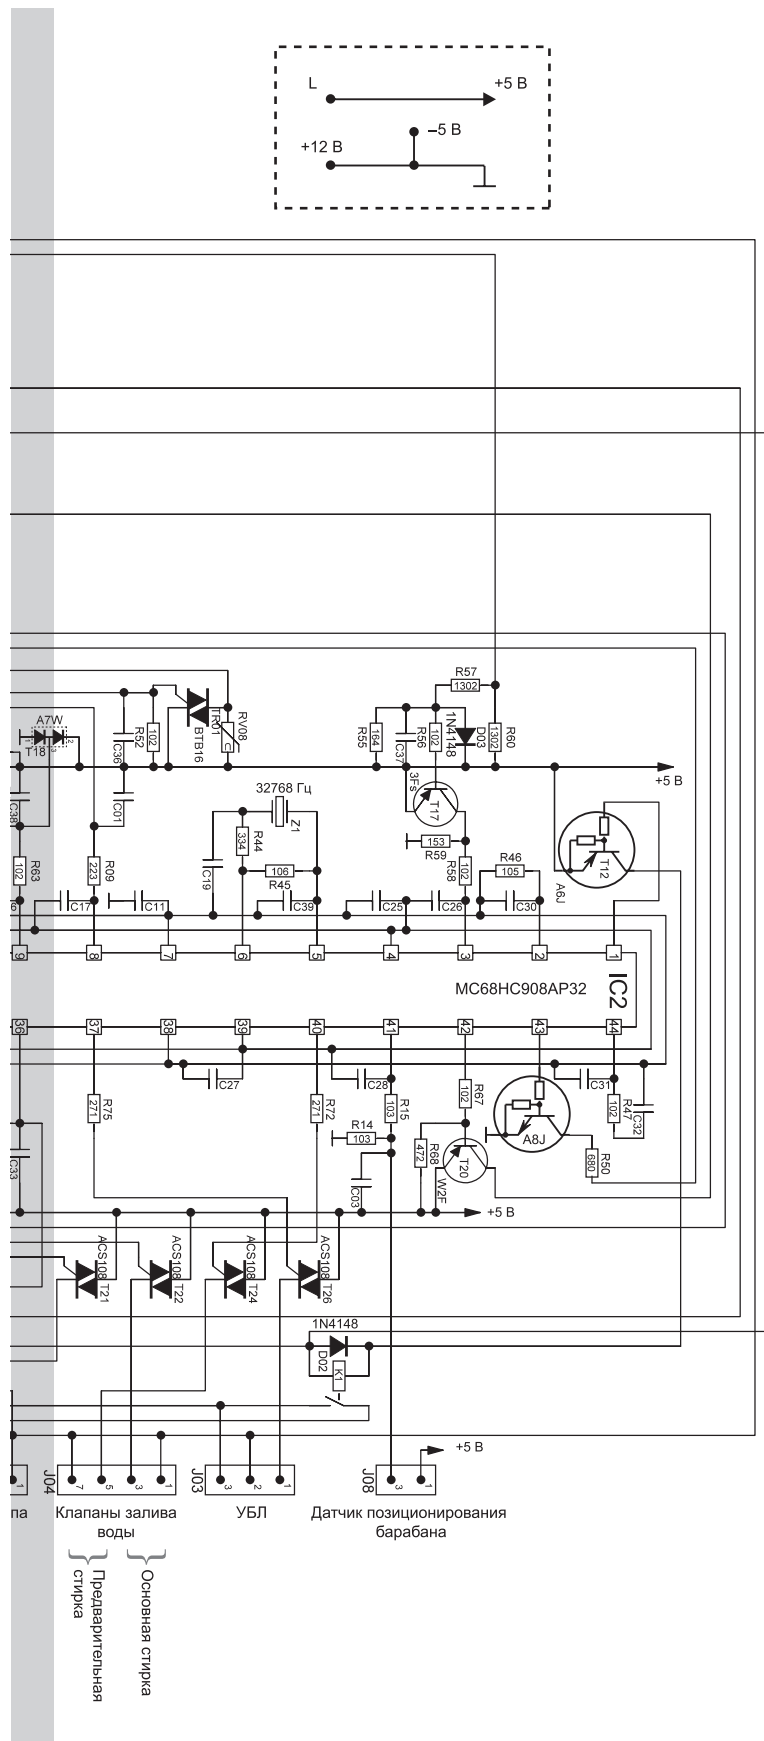 L
+5 В
–5 В
+12 В
R57
1302
A7W
1
2
3
T18
C36
R52
102
TR01
BTB16
RV08
R55
164
C37
R56
102
1N4148
D03
1302
R60
+5 В
3Fs
T17
32768 Гц
Z1
C38
C01
R44
334
R59
153
T12
A6J
R63
102
R09
223
C19
106
R45
R58
102
R46
105
6
C17
C11
C39
C25
C26
C30
9
8
7
6
5
4
3
2
1
MC68HC908AP32
IC2
36
37
38
39
40
41
42
43
44
C27
C28
C31
R75
271
R72
271
R15
103
R67
102
R47
102
C32
R14
103
A8J
R68
472
T20
W2F
R50
680
C33
C03
+5 В
ACS108
T21
ACS108
T22
ACS108
T24
ACS108
T26
1N4148
D02
K1
+5 В
1
J04
7
5
3
1
J03
3
2
1
J08
3
1
па
Клапаны залива
воды
УБЛ
Датчик позиционирования
барабана
Предварительная
стирка
Основная стирка